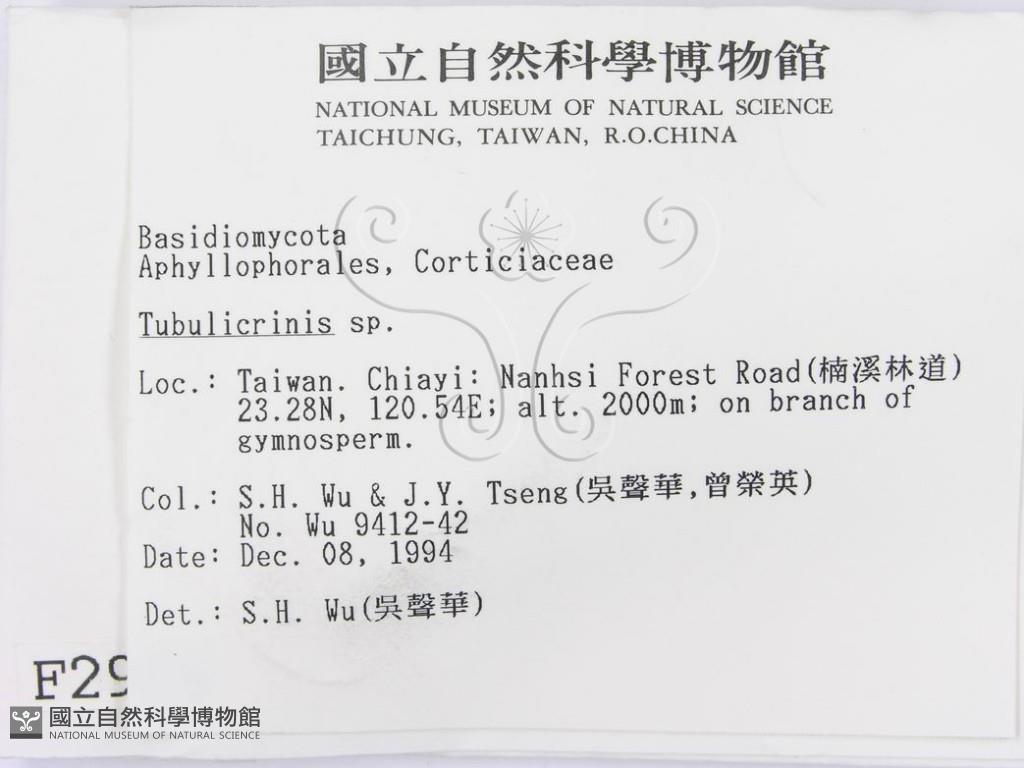 國立自然科學博物館
NATIONAL MUSEUM OF NATURAL SCIENCE
TAICHUNG, TAIWAN, R.O.CHINA
Basidiomycota
Aphyllophorales, Corticiaceae
Tubulicrinis sp.
Loc.: Taiwan. Chiayi: Nanhsi Forest Road(楠溪林道)
23.28N, 120.54E; alt. 2000m; on branch of
gymnosperm.
Col.: S.H. Wu & J.Y. Tseng(吳聲華,曾榮英)
No. Wu 9412-42
Date: Dec. 08, 1994
Det.: S.H. Wu(吳聲華)
F29
國立自然科學博物館
NATIONAL MUSEUM OF NATURAL SCIENCE